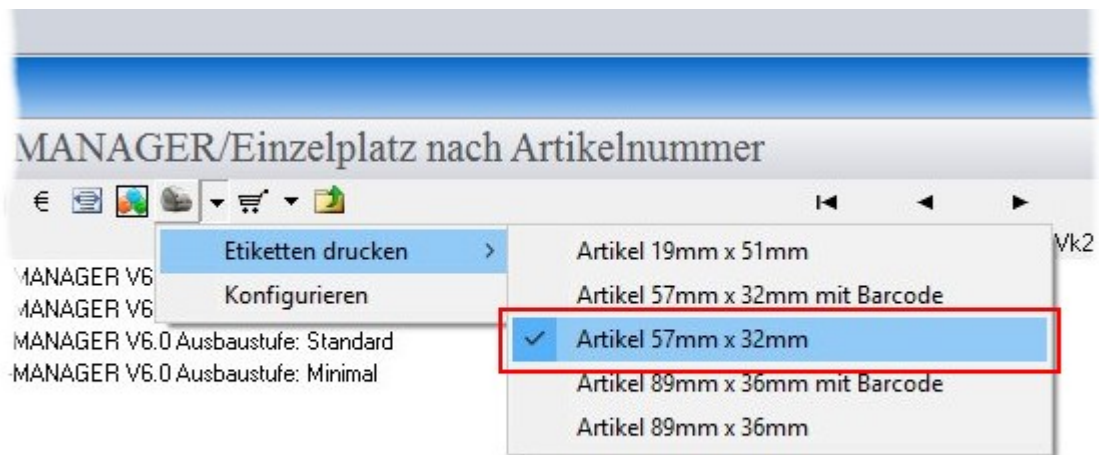 MANAGER/Einzelplatz nach Artikelnummer
€
Etiketten drucken
Konfigurieren
Artikel 19mm x 51mm
Artikel 57mm x 32mm mit Barcode
Artikel 57mm x 32mm
Artikel 89mm x 36mm mit Barcode
Artikel 89mm x 36mm
Vk2
MANAGER V6
MANAGER V6
MANAGER V6.0 Ausbaustufe: Standard
-MANAGER V6.0 Ausbaustufe: Minimal